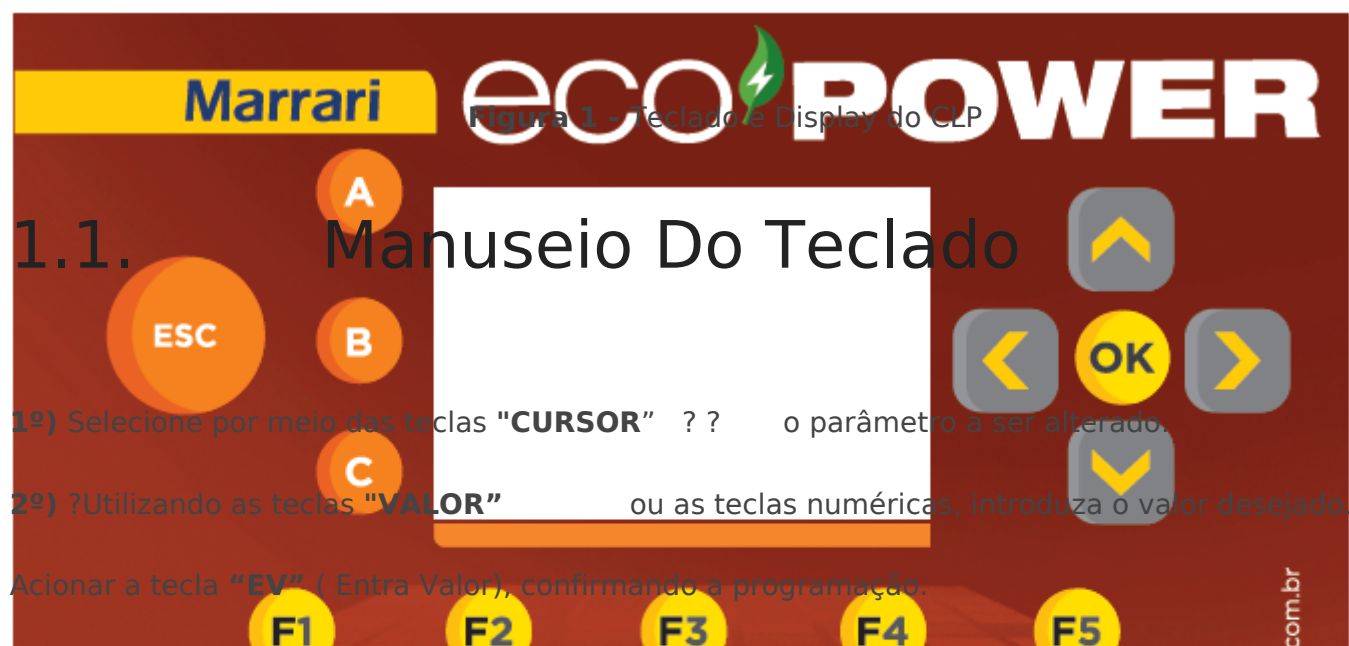 Marrari
ecoPOWER
Figura 1 - Teclado e Display do CLP
A
1.1. Manuseio Do Teclado
ESC
B
OK
1º) Selecione por meio das teclas "CURSOR” ? ? o parâmetro a ser alterado.
C
2º) ?Utilizando as teclas "VALOR” ou as teclas numéricas, introduza o valor desejado.
Acionar a tecla “EV” ( Entra Valor), confirmando a programação.
F1 F2 F3 F4 F5
com.br